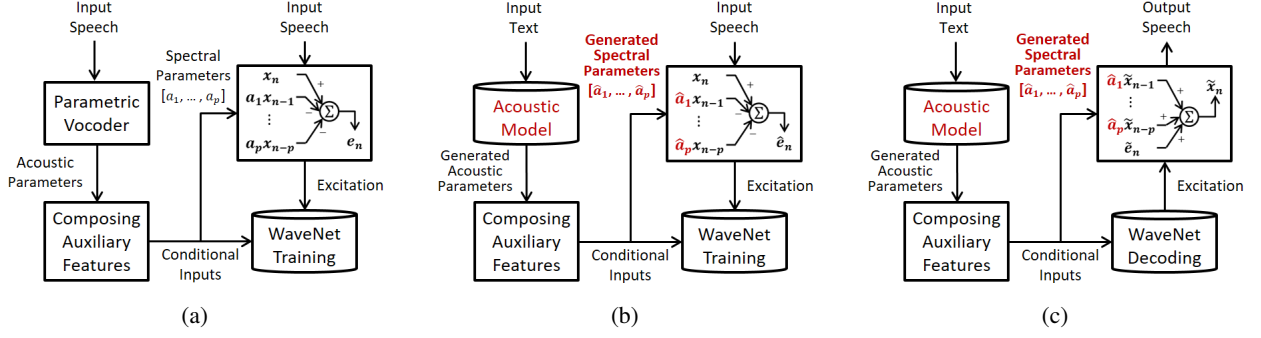 Input
Speech
Input
Speech
Spectral
Parameters
[a₁, … , aₚ]
Parametric
Vocoder
xₙ
a₁xₙ₋₁
⋮
aₚxₙ₋ₚ
+
−
−
Σ
eₙ
Acoustic
Parameters
Excitation
Composing
Auxiliary
Features
Conditional
Inputs
WaveNet
Training
(a)
Input
Text
Input
Speech
Generated
Spectral
Parameters
[â₁, … , âₚ]
Acoustic
Model
xₙ
â₁xₙ₋₁
⋮
âₚxₙ₋ₚ
+
−
−
Σ
êₙ
Generated
Acoustic
Parameters
Excitation
Composing
Auxiliary
Features
Conditional
Inputs
WaveNet
Training
(b)
Input
Text
Output
Speech
Generated
Spectral
Parameters
[â₁, … , âₚ]
Acoustic
Model
â₁x̃ₙ₋₁
⋮
âₚx̃ₙ₋ₚ
ẽₙ
+
+
+
Σ
x̃ₙ
Generated
Acoustic
Parameters
Excitation
Composing
Auxiliary
Features
Conditional
Inputs
WaveNet
Decoding
(c)